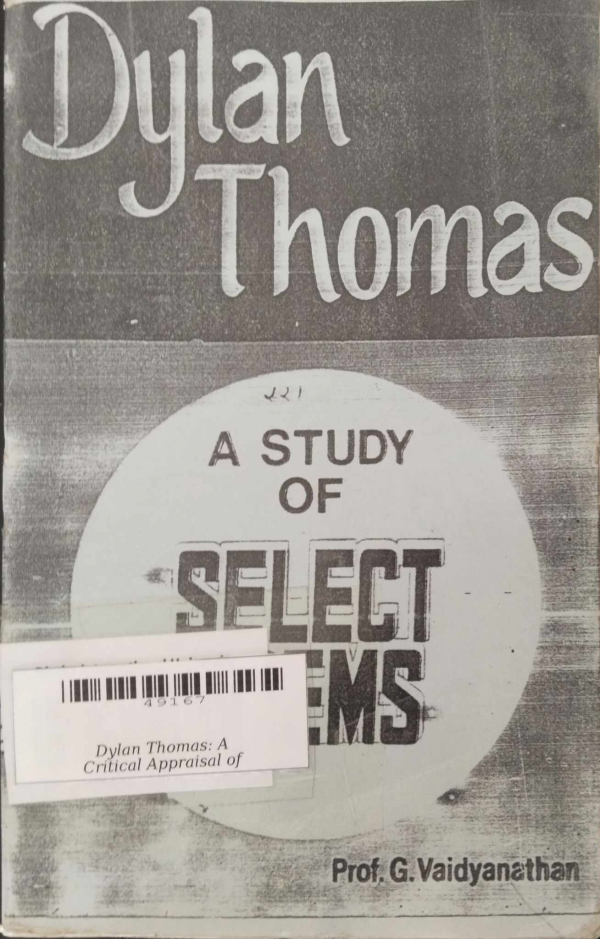 Dylan
Thomas
221
A STUDY
OF
SELECT
EMS
49167
Dylan Thomas: A
Critical Appraisal of
Prof. G. Vaidyanathan